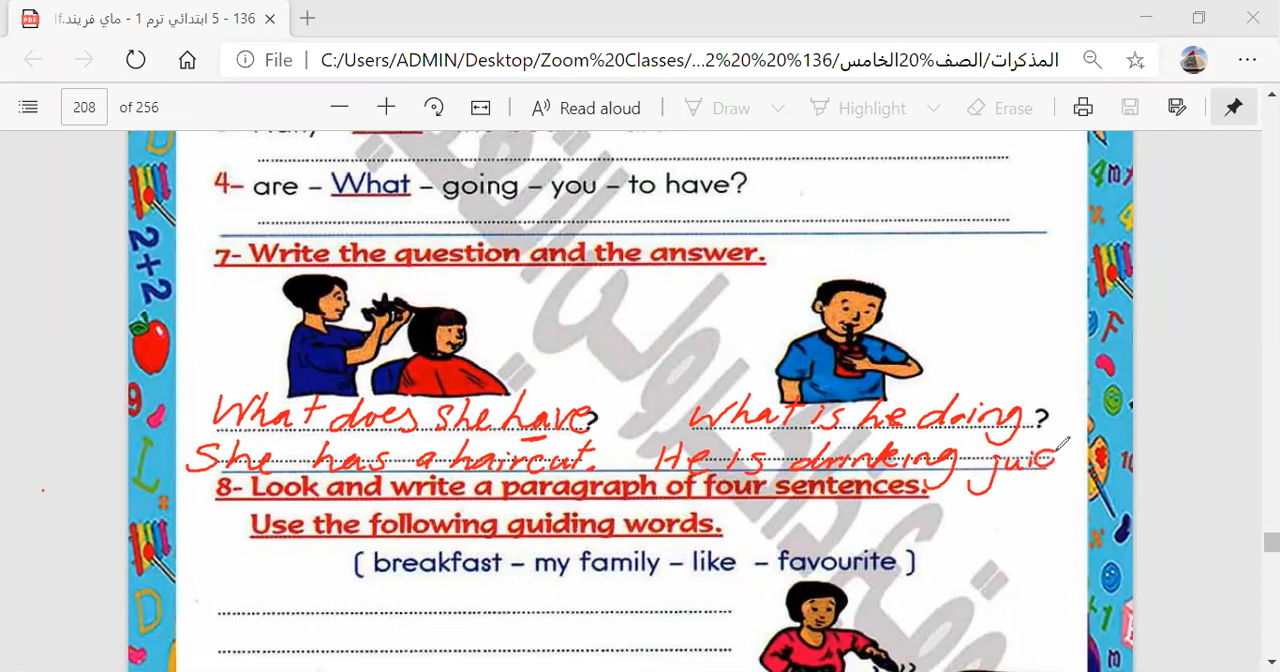 136 - 5 ابتدائي ترم 1 - ماي فريند.f
File | C:/Users/ADMIN/Desktop/Zoom%20Classes/...2%20%20%136/المذكرات/الصف%20الخامس
208 of 256
Read aloud
Draw
Highlight
Erase
4- are – What – going – you – to have?
7- Write the question and the answer.
What does she have ?
What is he doing ?
She has a haircut.
He is drinking juic
8- Look and write a paragraph of four sentences.
Use the following guiding words.
( breakfast – my family – like – favourite )